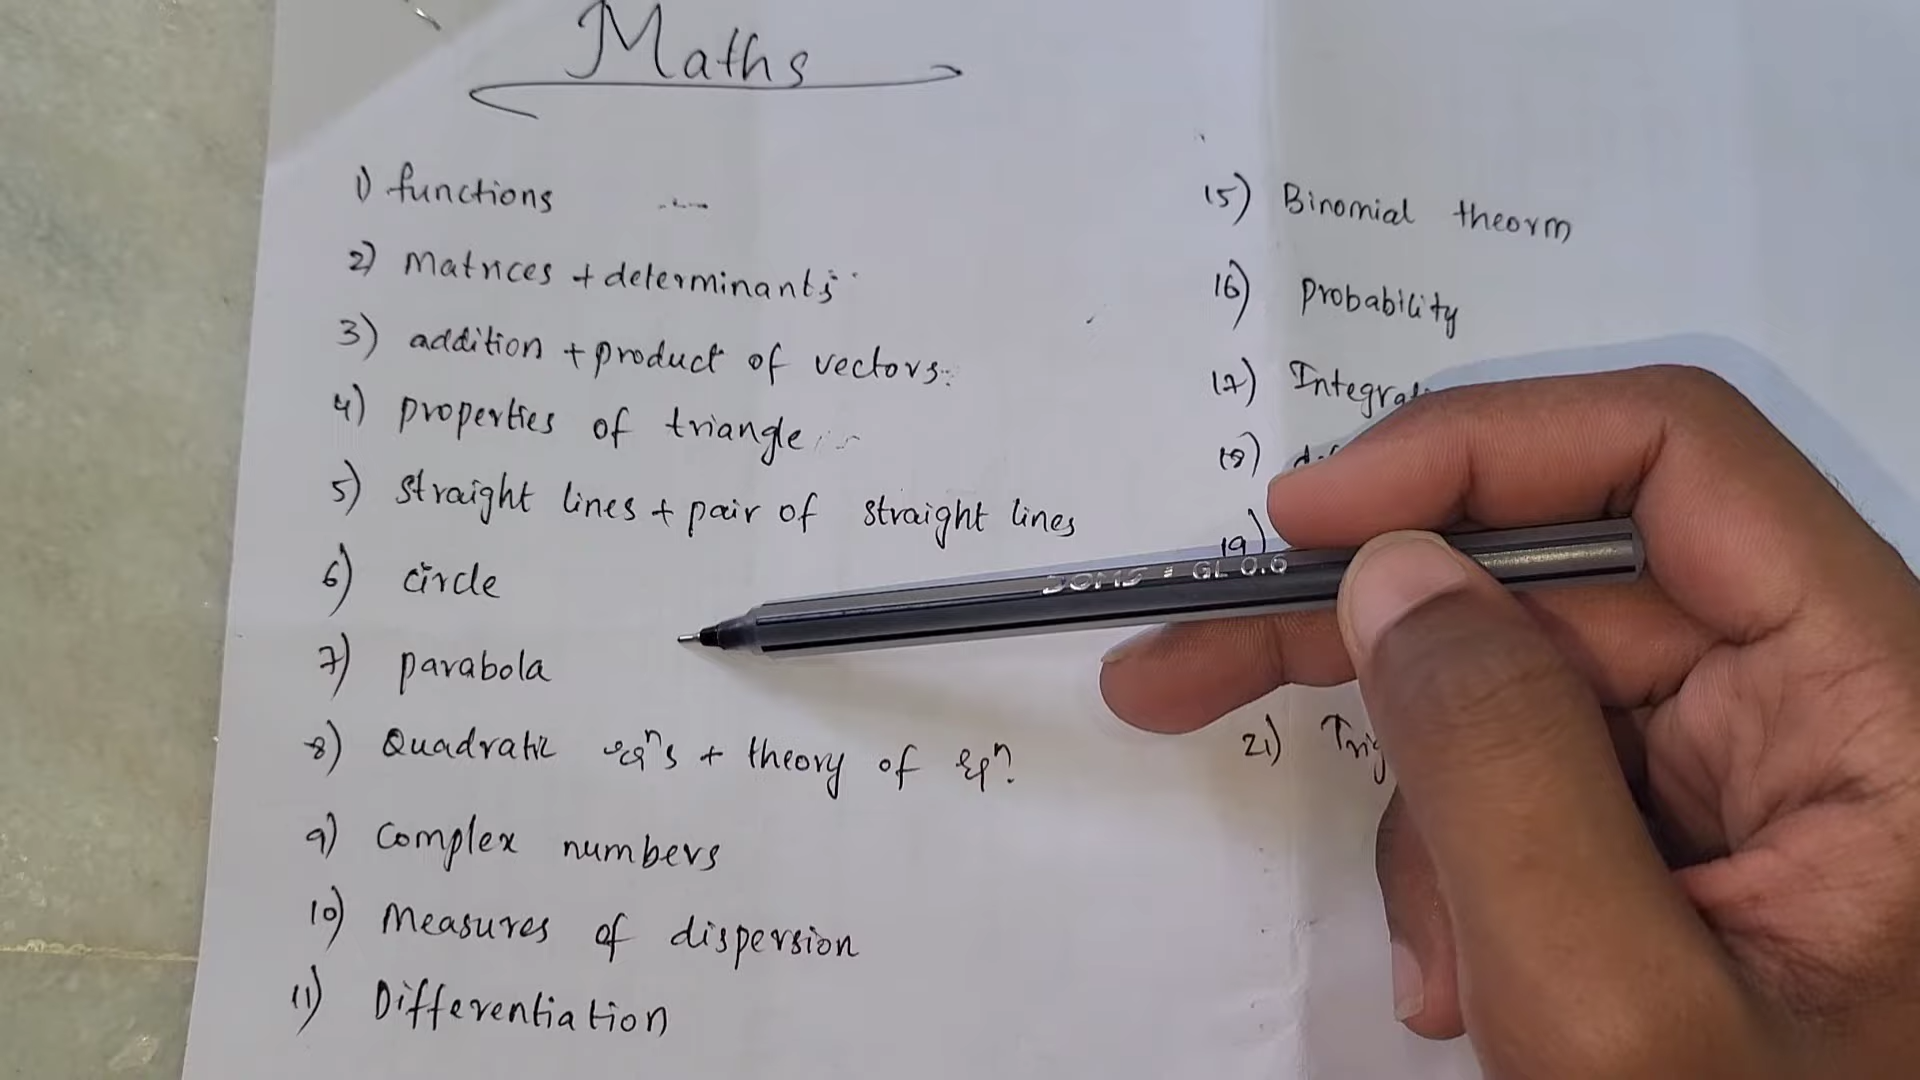 Maths
1) functions
2) Matrices + determinants
3) addition + product of vectors
4) properties of triangle
5) straight lines + pair of straight lines
6) circle
7) parabola
8) Quadratic eqⁿs + theory of eqⁿ
9) complex numbers
10) Measures of dispersion
11) Differentiation
15) Binomial theorm
16) probability
17)
18)
19)
21)
DOMS GL 0.6